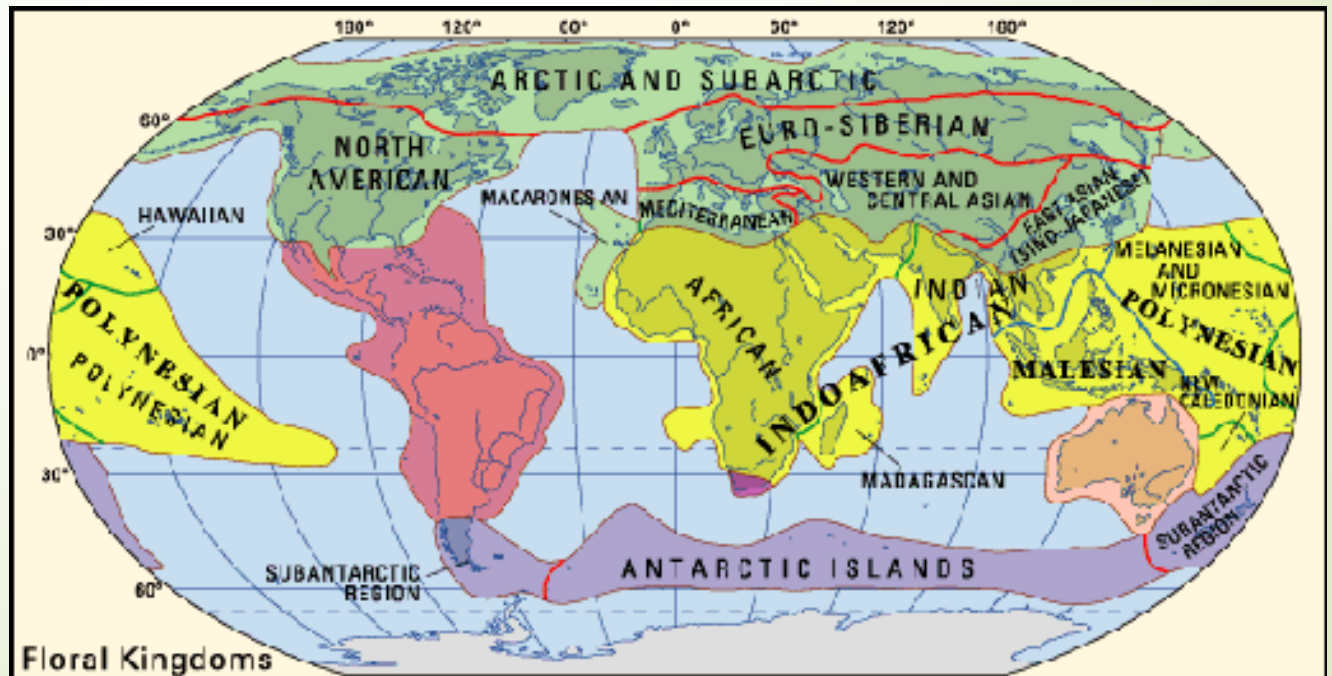 180° 120° 60° 0° 90° 120° 180°
ARCTIC AND SUBARCTIC
60°
EURO-SIBERIAN
NORTH
AMERICAN
WESTERN AND
CENTRAL ASIAN
EAST ASIAN
(SINO-JAPANESE)
MACARONESIAN
MEDITERRANEAN
HAWAIIAN
30°
MELANESIAN
AND
MICRONESIAN
INDIAN
AFRICAN
POLYNESIAN
POLYNESIAN
POLYNESIAN
INDOAFRICAN
0°
MALESIAN
NEW
CALEDONIAN
30°
MADAGASCAN
SUBANTARCTIC
REGION
SUBANTARCTIC
REGION
ANTARCTIC ISLANDS
60°
Floral Kingdoms